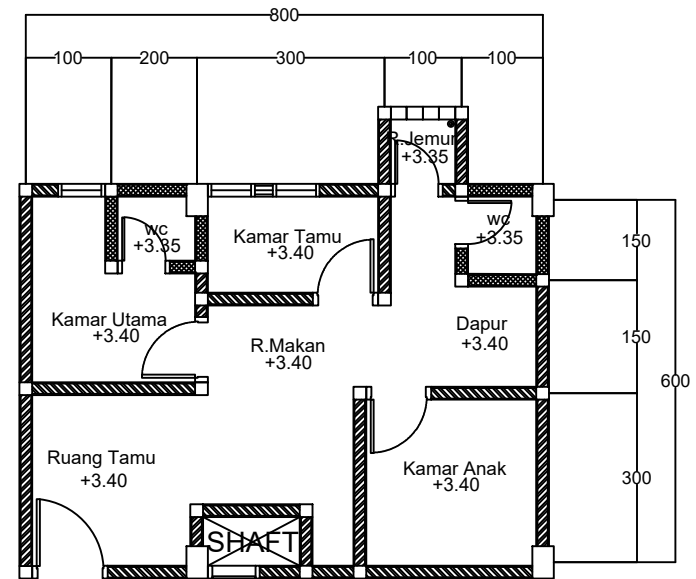 800
100 200 300 100 100
R.Jemur
+3.35
wc
+3.35
Kamar Tamu
+3.40
wc
+3.35
150
Kamar Utama
+3.40
R.Makan
+3.40
Dapur
+3.40
150
600
Ruang Tamu
+3.40
Kamar Anak
+3.40
300
SHAFT